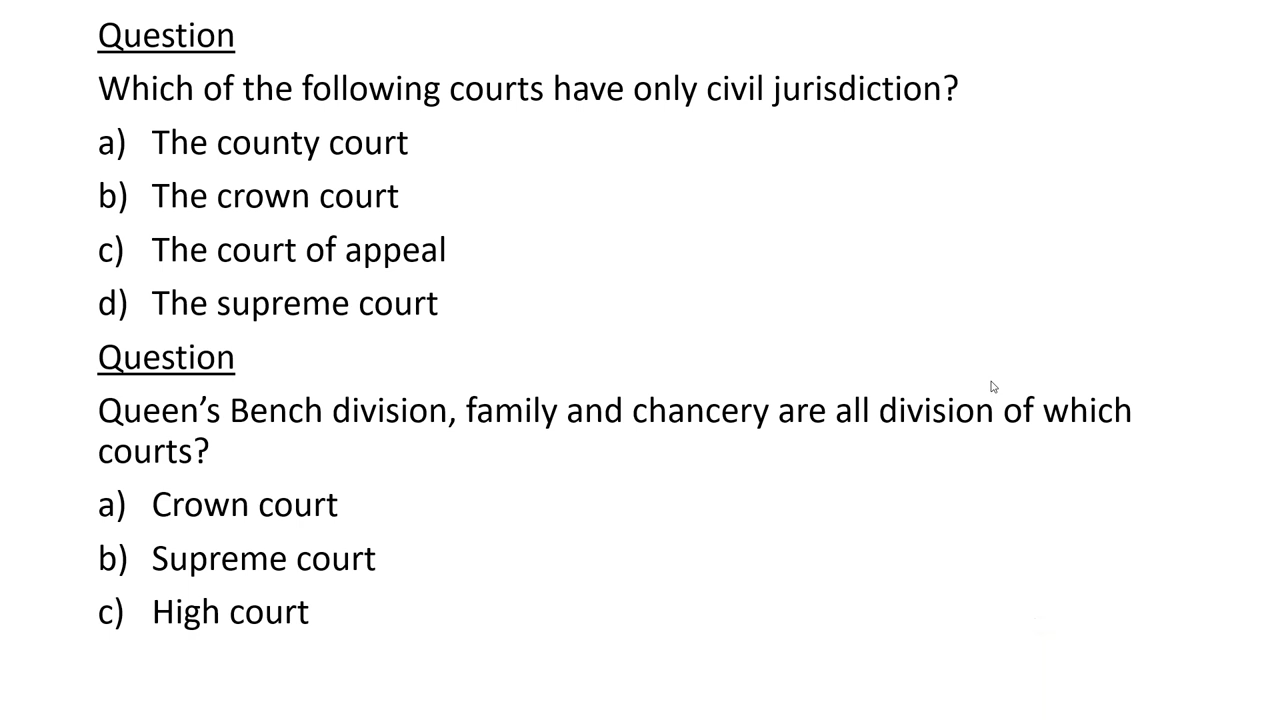 Question
Which of the following courts have only civil jurisdiction?
a) The county court
b) The crown court
c) The court of appeal
d) The supreme court
Question
Queen’s Bench division, family and chancery are all division of which
courts?
a) Crown court
b) Supreme court
c) High court